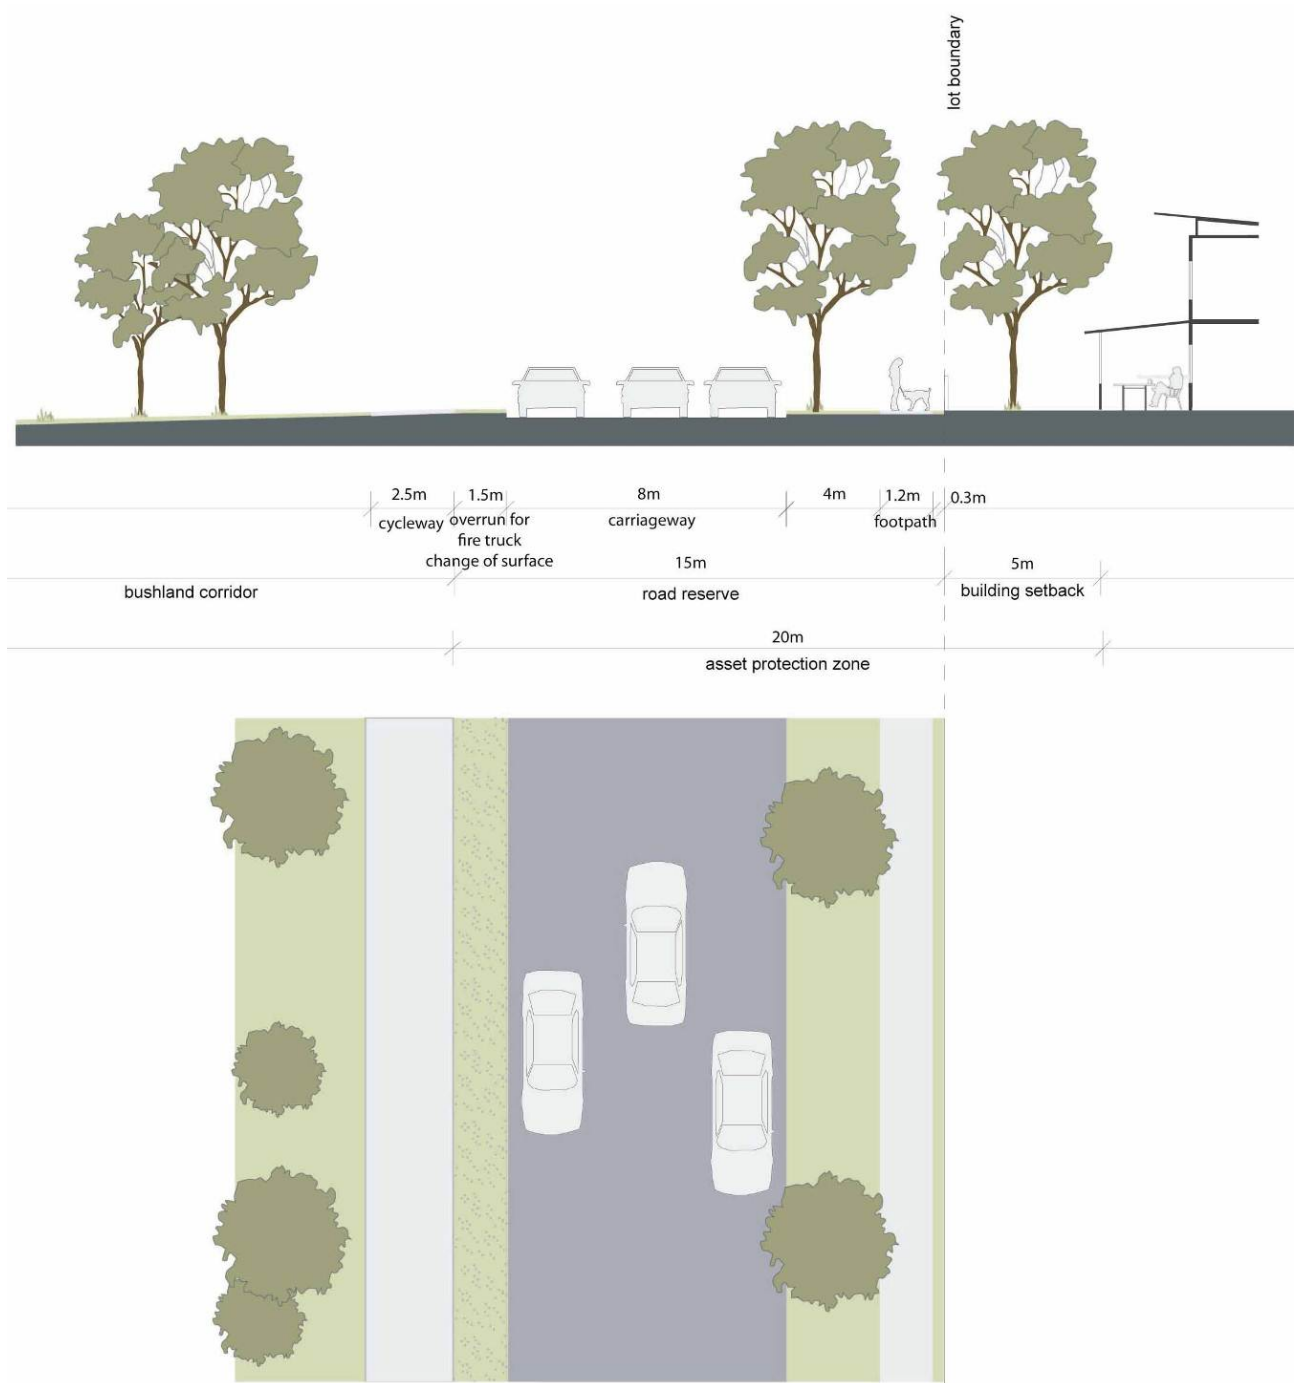 lot boundary
2.5m 1.5m 8m 4m 1.2m 0.3m
cycleway overrun for carriageway footpath
fire truck
change of surface
15m 5m
bushland corridor road reserve building setback
20m
asset protection zone